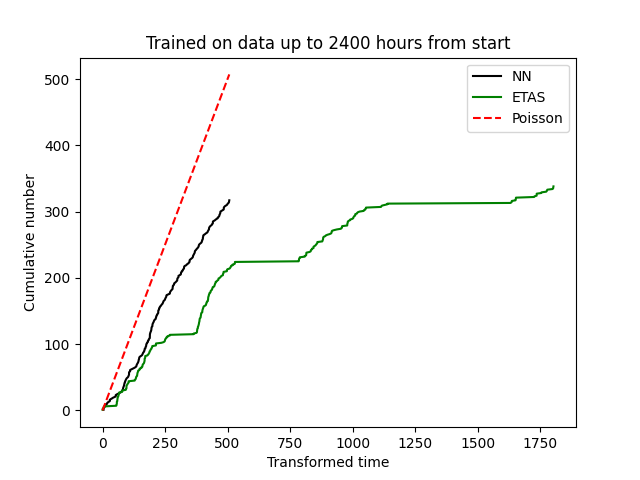 Trained on data up to 2400 hours from start
NN
ETAS
Poisson
Cumulative number
500
400
300
200
100
0
0 250 500 750 1000 1250 1500 1750
Transformed time